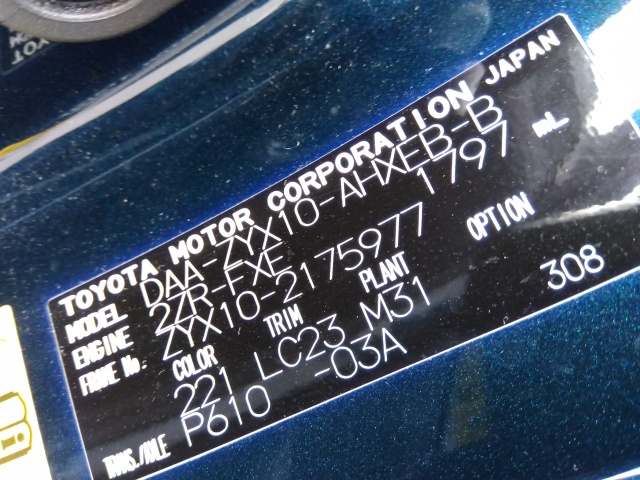 TOYOTA MOTOR CORPORATION JAPAN
MODEL DAA-ZYX10-AHXEB-B
ENGINE 2ZR-FXE 1797 mL
FRAME No. ZYX10-2175977
COLOR TRIM PLANT OPTION
221 LC23 M31 308
TRANS./AXLE P610 -03A